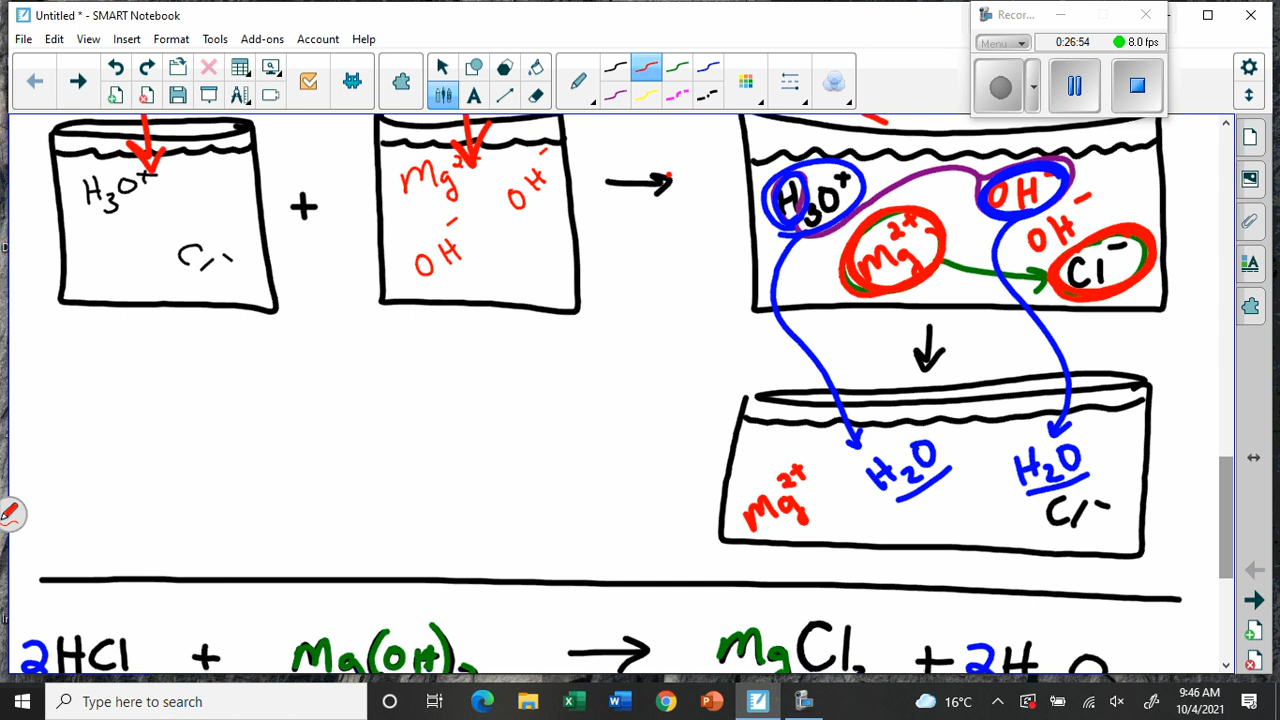 Untitled * - SMART Notebook
Recor...
File Edit View Insert Format Tools Add-ons Account Help
Menu
0:26:54
8.0 fps
H₃O⁺
Cl⁻
+
Mg²⁺
OH⁻
OH⁻
→
H₃O⁺
OH⁻
Mg²⁺
OH⁻
Cl⁻
H₂O
H₂O
Mg²⁺
Cl⁻
2HCl + Mg(OH)₂ → MgCl₂ + 2H₂O
Type here to search
16°C
9:46 AM
10/4/2021